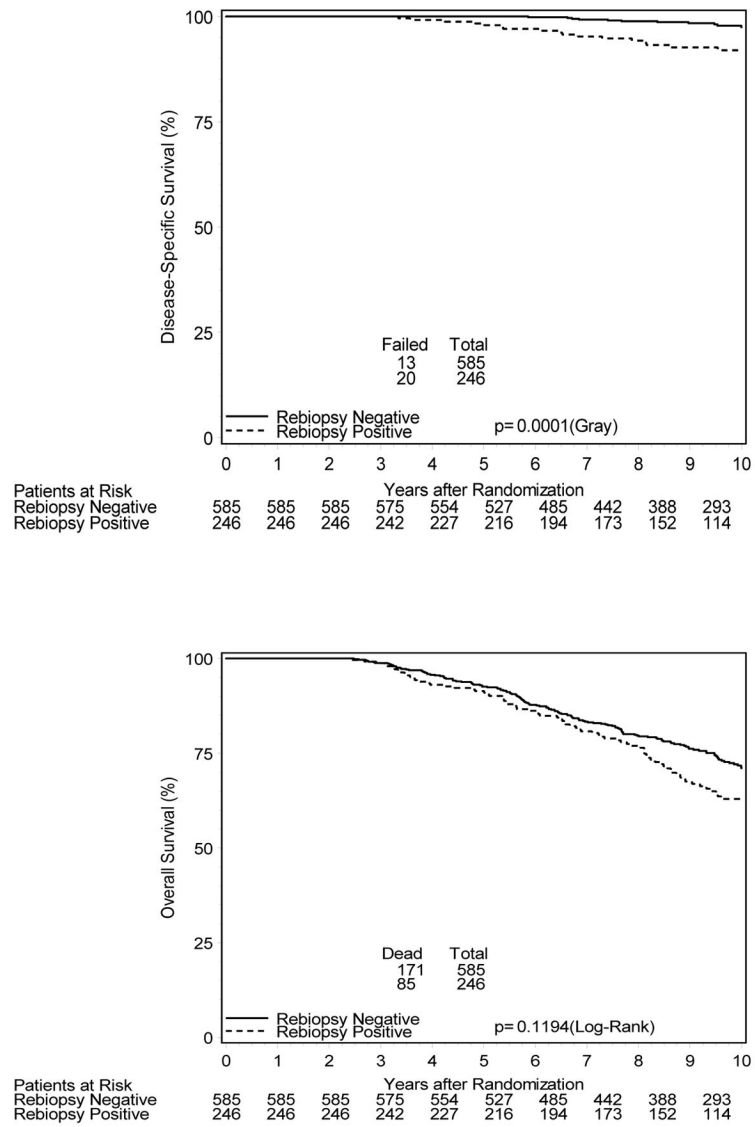 100
75
50
25
0
Disease-Specific Survival (%)
Failed Total
13 585
20 246
Rebiopsy Negative
Rebiopsy Positive
p= 0.0001(Gray)
0 1 2 3 4 5 6 7 8 9 10
Patients at Risk Years after Randomization
Rebiopsy Negative 585 585 585 575 554 527 485 442 388 293
Rebiopsy Positive 246 246 246 242 227 216 194 173 152 114
100
75
50
25
0
Overall Survival (%)
Dead Total
171 585
85 246
Rebiopsy Negative
Rebiopsy Positive
p= 0.1194(Log-Rank)
0 1 2 3 4 5 6 7 8 9 10
Patients at Risk Years after Randomization
Rebiopsy Negative 585 585 585 575 554 527 485 442 388 293
Rebiopsy Positive 246 246 246 242 227 216 194 173 152 114